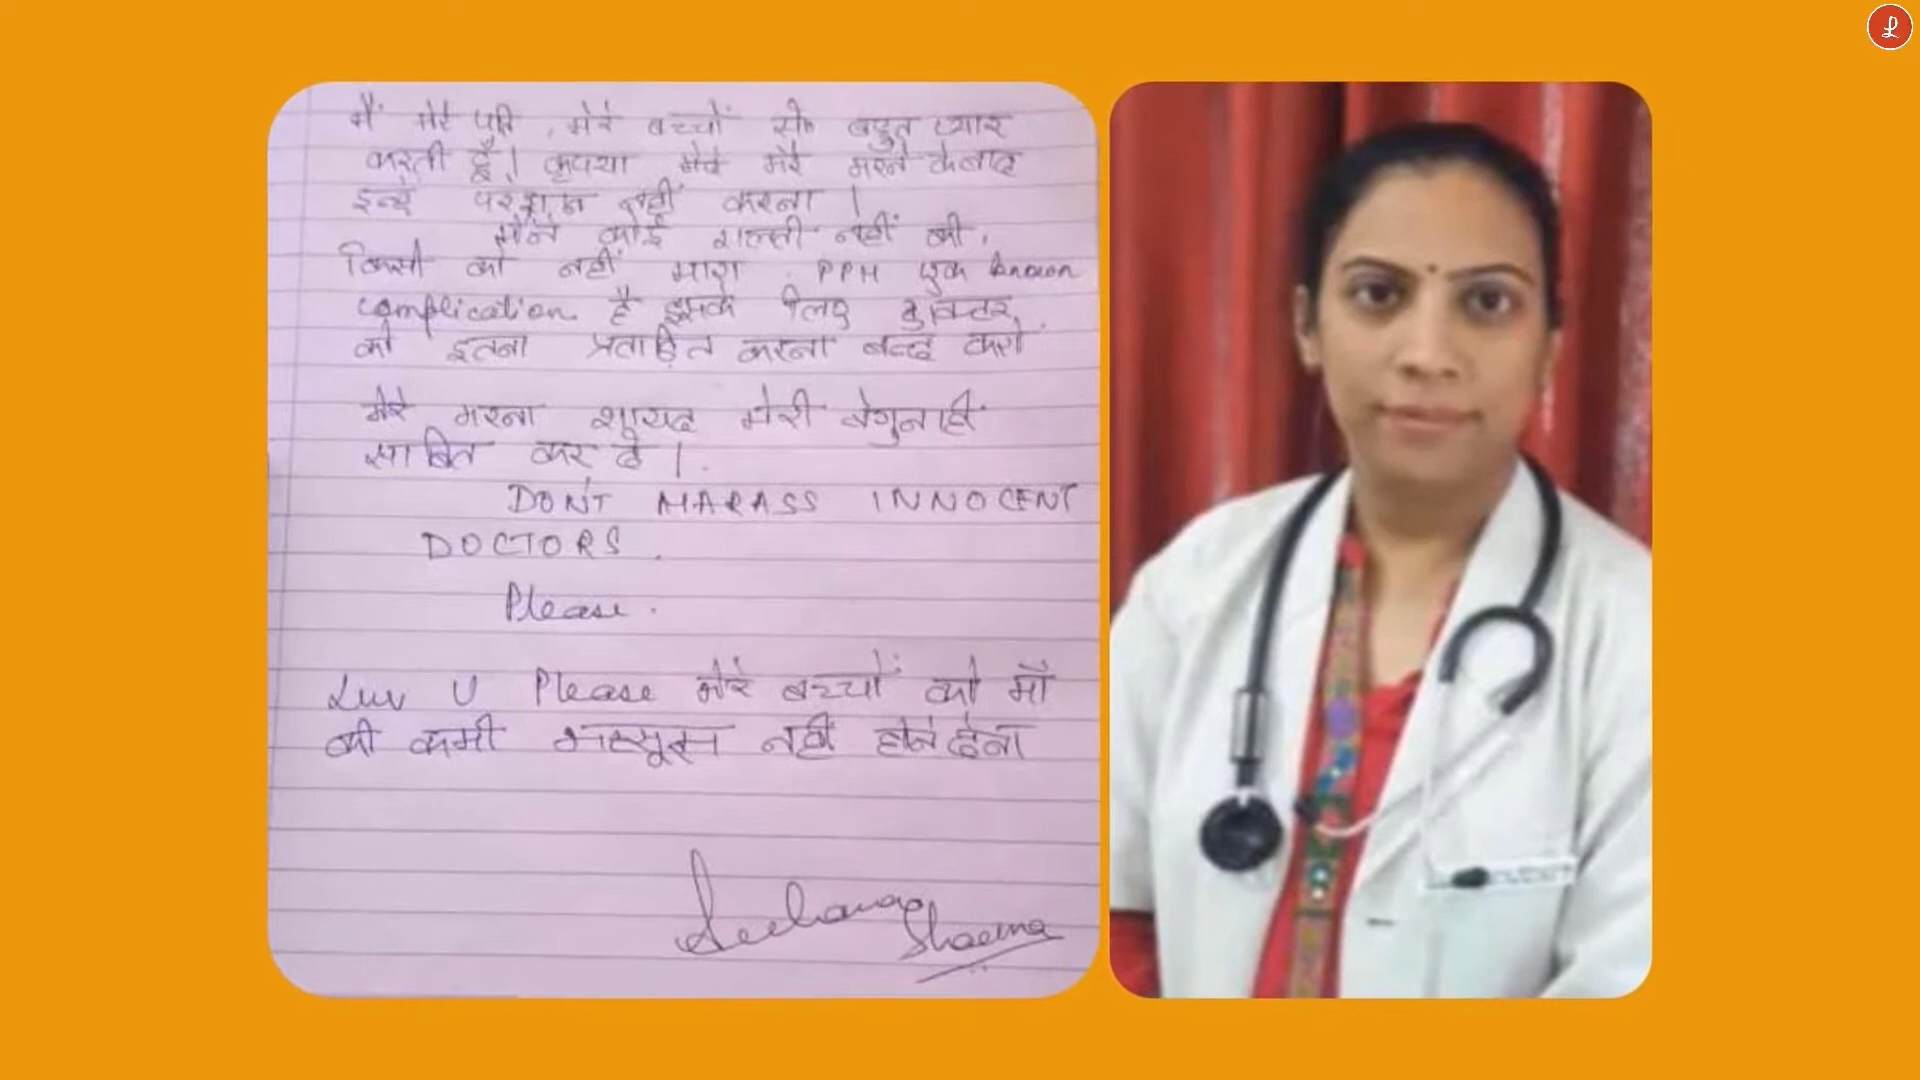 मैं मेरे पति, मेरे बच्चों से बहुत प्यार
करती हूँ। कृपया मेरे मरने के बाद
इन्हें परेशान नहीं करना।
मैंने कोई गलती नहीं की,
किसी को नहीं मारा. PPH एक known
complication है इसके लिए डॉक्टर
को इतना प्रताड़ित करना बन्द करो.
मेरे मरना शायद मेरी बेगुनाही
साबित कर दे।
DON'T HARASS INNOCENT
DOCTORS.
Please.
Luv U Please मेरे बच्चों को माँ
की कमी महसूस नहीं होने देना
Sharma